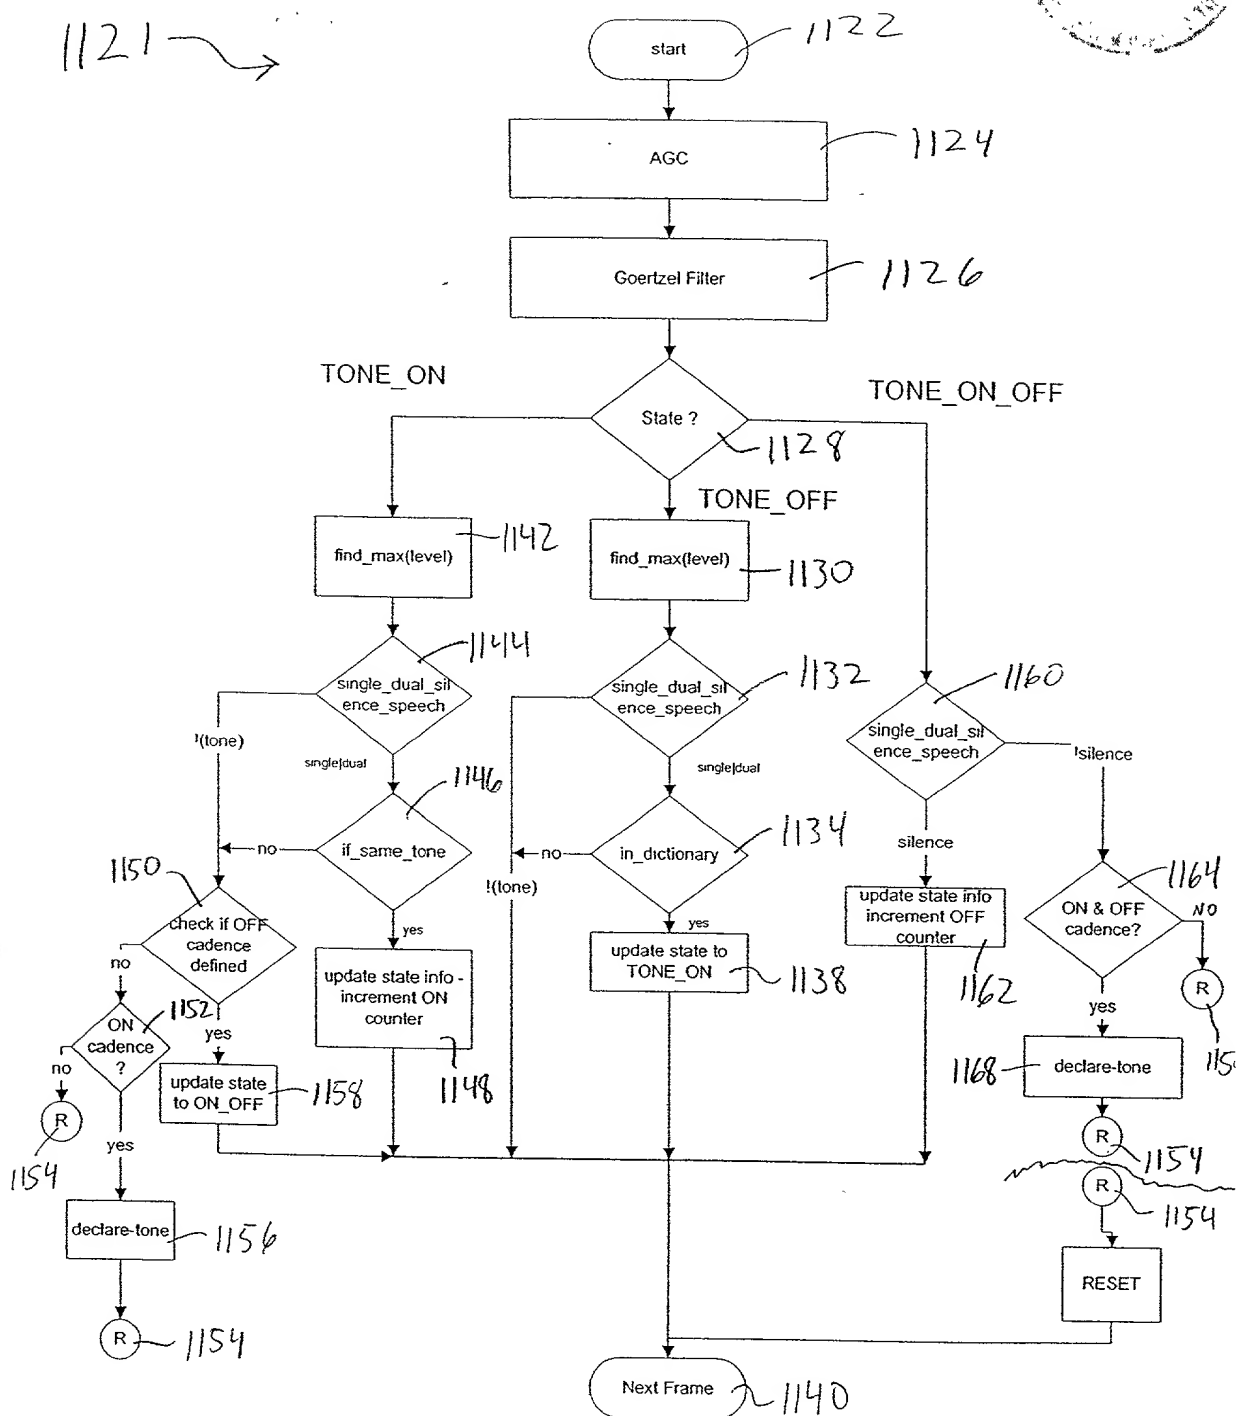 1121
start
1122
AGC
1124
Goertzel Filter
1126
TONE_ON
TONE_ON_OFF
State ?
1128
TONE_OFF
find_max(level)
1142
find_max(level)
1130
single_dual_sil
ence_speech
1144
single_dual_sil
ence_speech
1132
single_dual_sil
ence_speech
1160
!(tone)
single|dual
single|dual
!silence
silence
if_same_tone
1146
no
in_dictionary
1134
no
!(tone)
1150
check if OFF
cadence
defined
no
yes
yes
yes
update state info -
increment ON
counter
1148
update state to
TONE_ON
1138
update state info
increment OFF
counter
1162
ON & OFF
cadence?
1164
NO
R
yes
ON
cadence
?
1152
no
R
1154
yes
update state
to ON_OFF
1158
declare-tone
1168
R
1154
R
1154
declare-tone
1156
R
1154
RESET
Next Frame
1140